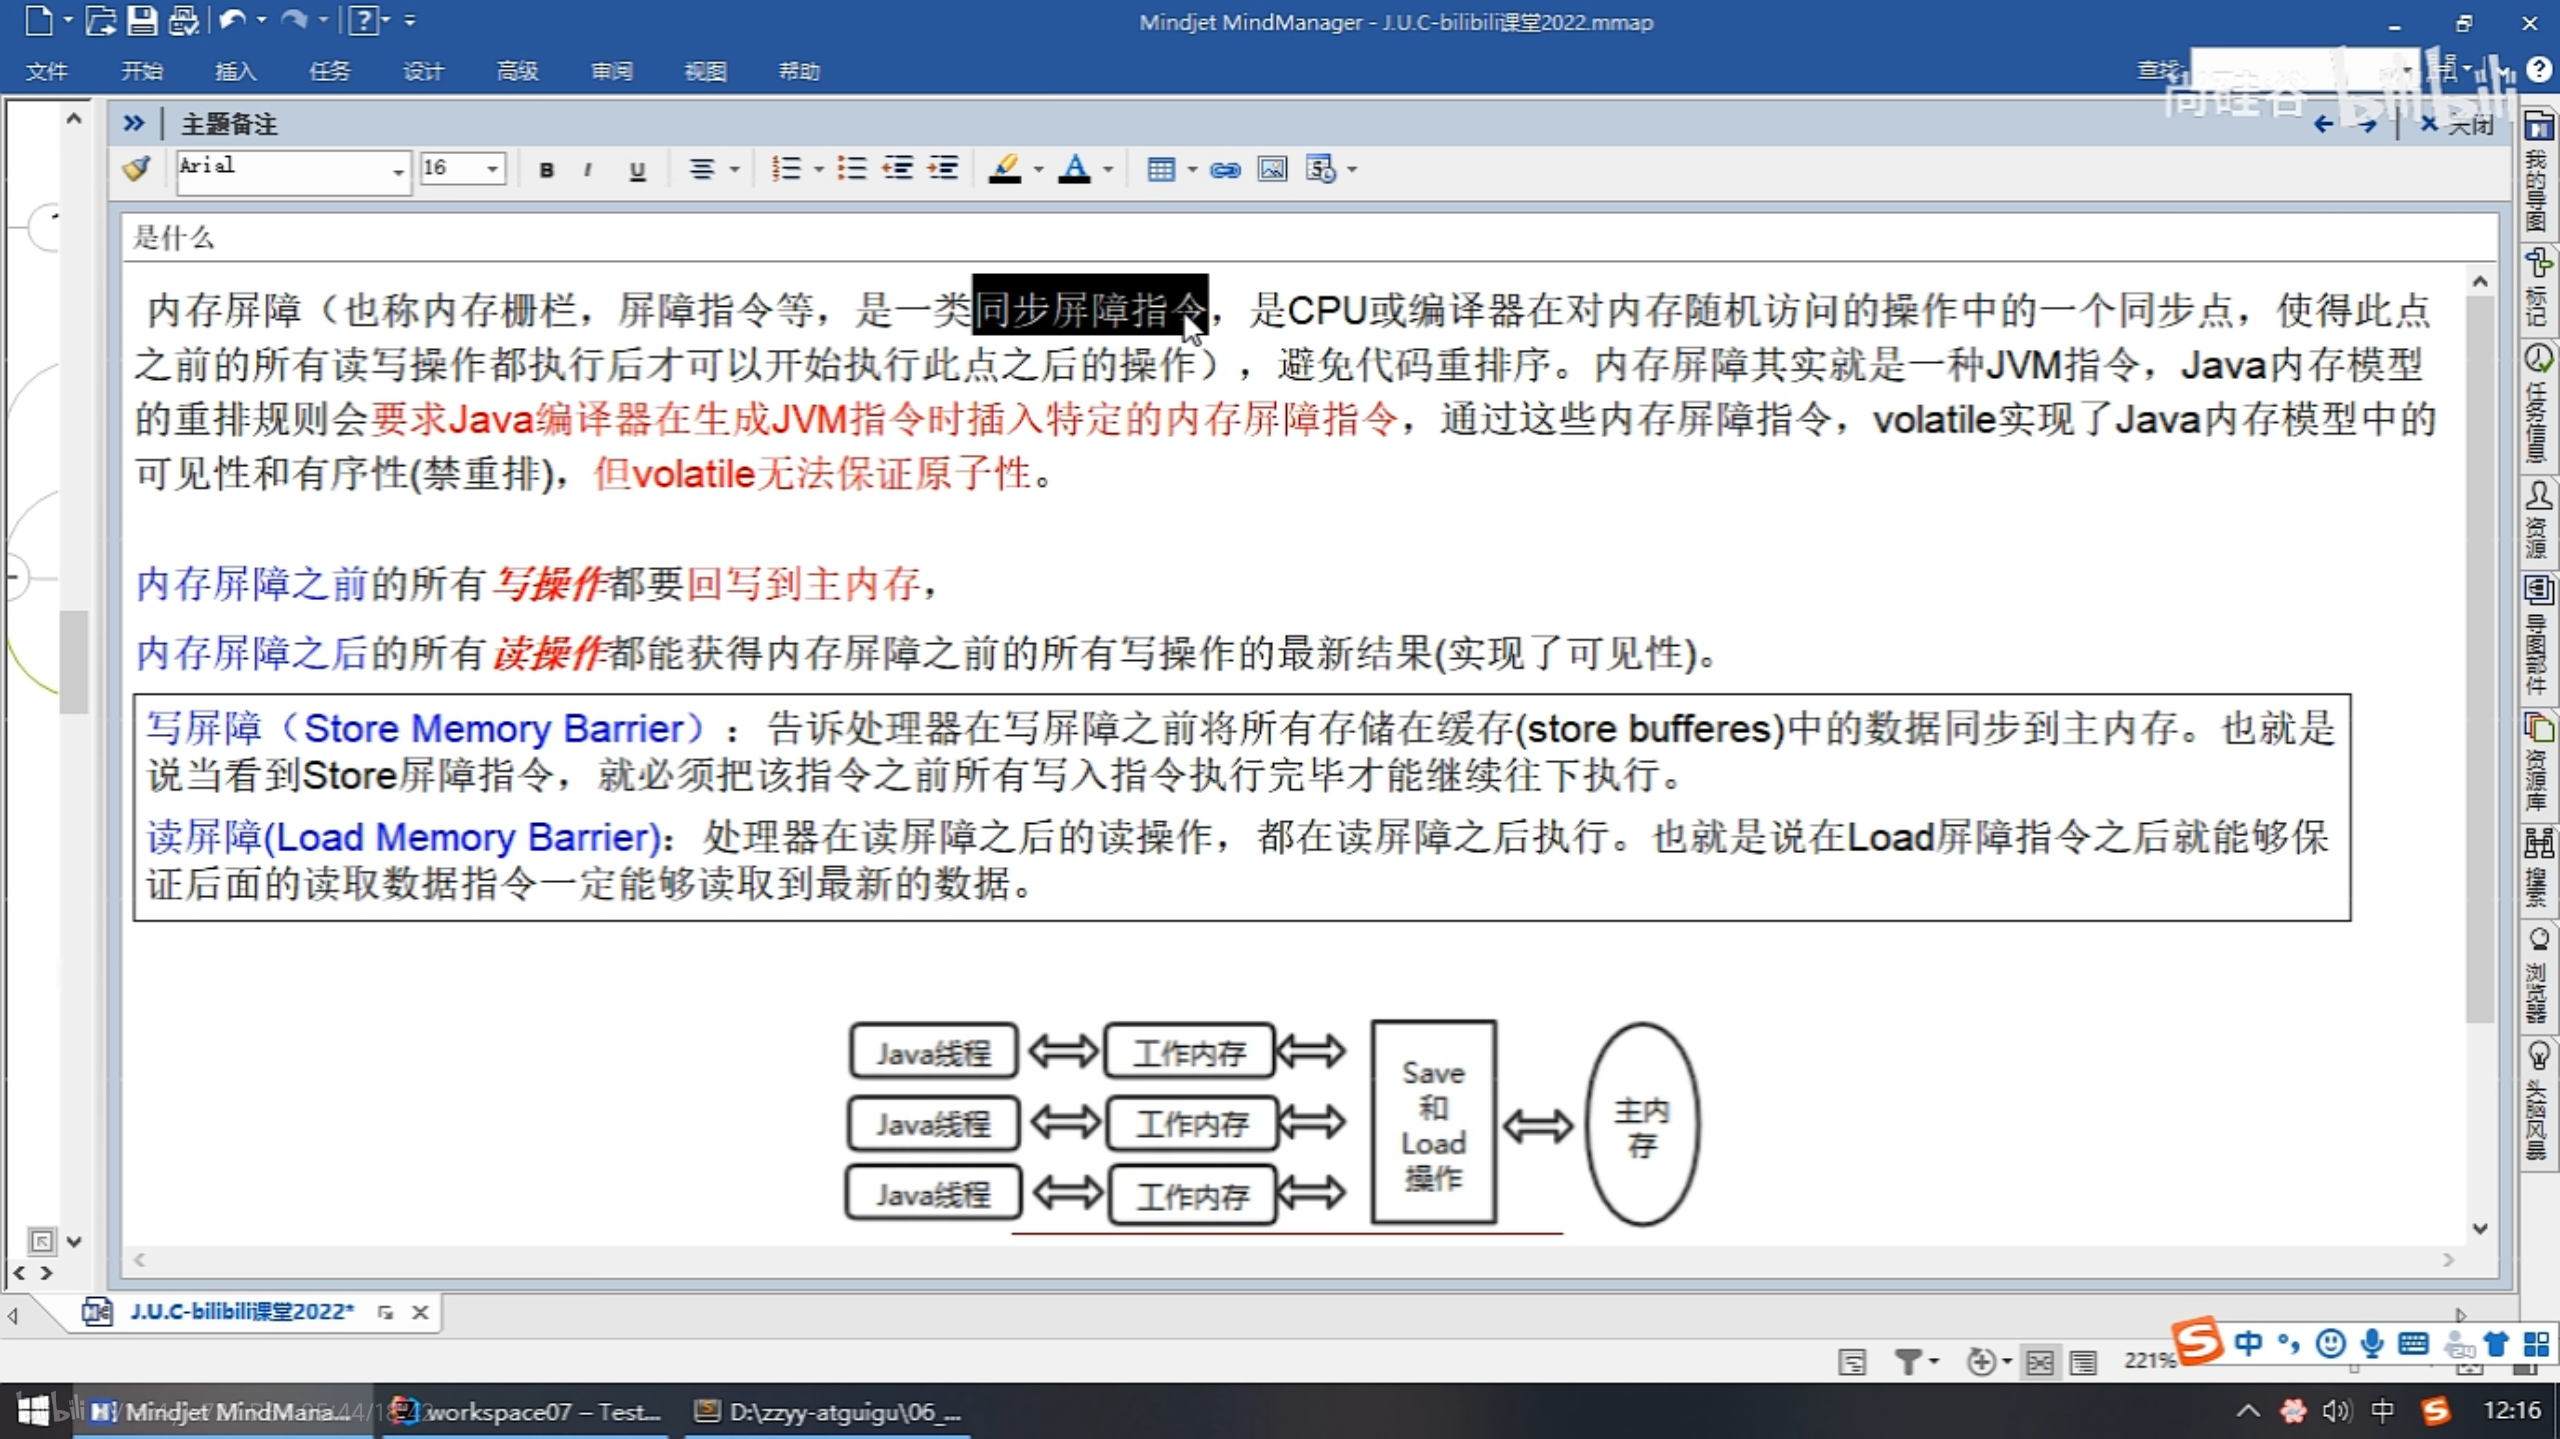 Mindjet MindManager - J.U.C-bilibili课堂2022.mmap
文件 开始 插入 任务 设计 高级 审阅 视图 帮助
尚硅谷 bilibili
主题备注
关闭
Arial 16 B I U
是什么
内存屏障（也称内存栅栏，屏障指令等，是一类同步屏障指令，是CPU或编译器在对内存随机访问的操作中的一个同步点，使得此点
之前的所有读写操作都执行后才可以开始执行此点之后的操作），避免代码重排序。内存屏障其实就是一种JVM指令，Java内存模型
的重排规则会要求Java编译器在生成JVM指令时插入特定的内存屏障指令，通过这些内存屏障指令，volatile实现了Java内存模型中的
可见性和有序性(禁重排)，但volatile无法保证原子性。
内存屏障之前的所有写操作都要回写到主内存，
内存屏障之后的所有读操作都能获得内存屏障之前的所有写操作的最新结果(实现了可见性)。
写屏障（Store Memory Barrier）：告诉处理器在写屏障之前将所有存储在缓存(store bufferes)中的数据同步到主内存。也就是
说当看到Store屏障指令，就必须把该指令之前所有写入指令执行完毕才能继续往下执行。
读屏障(Load Memory Barrier)：处理器在读屏障之后的读操作，都在读屏障之后执行。也就是说在Load屏障指令之后就能够保
证后面的读取数据指令一定能够读取到最新的数据。
Java线程 工作内存
Java线程 工作内存
Java线程 工作内存
Save
和
Load
操作
主内
存
我的导图
标记
任务信息
资源
导图部件
资源库
搜索
浏览器
头脑风暴
J.U.C-bilibili课堂2022*
221%
中
Mindjet MindMana...
workspace07 – Test...
D:\zzyy-atguigu\06_...
中
12:16